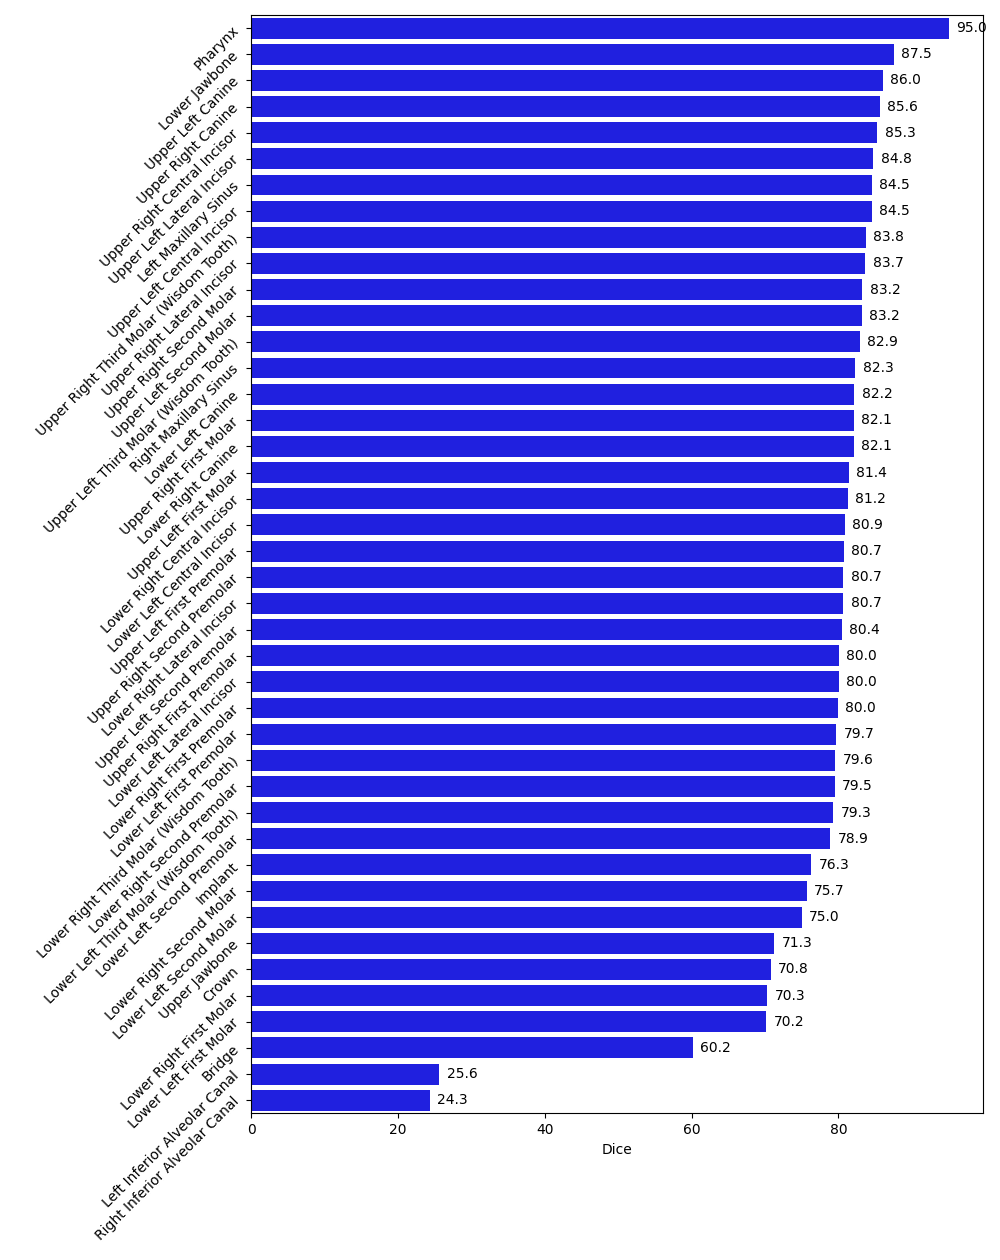 Pharynx 95.0
Lower Jawbone 87.5
Upper Left Canine 86.0
Upper Right Canine 85.6
Upper Right Central Incisor 85.3
Upper Left Lateral Incisor 84.8
Left Maxillary Sinus 84.5
Upper Left Central Incisor 84.5
Upper Right Third Molar (Wisdom Tooth) 83.8
Upper Right Lateral Incisor 83.7
Upper Right Second Molar 83.2
Upper Left Second Molar 83.2
Upper Left Third Molar (Wisdom Tooth) 82.9
Right Maxillary Sinus 82.3
Lower Left Canine 82.2
Upper Right First Molar 82.1
Lower Right Canine 82.1
Upper Left First Molar 81.4
Lower Right Central Incisor 81.2
Lower Left Central Incisor 80.9
Upper Left First Premolar 80.7
Upper Right Second Premolar 80.7
Lower Right Lateral Incisor 80.7
Upper Left Second Premolar 80.4
Upper Right First Premolar 80.0
Lower Left Lateral Incisor 80.0
Lower Right First Premolar 80.0
Lower Left First Premolar 79.7
Lower Right Third Molar (Wisdom Tooth) 79.6
Lower Right Second Premolar 79.5
Lower Left Third Molar (Wisdom Tooth) 79.3
Lower Left Second Premolar 78.9
Implant 76.3
Lower Right Second Molar 75.7
Lower Left Second Molar 75.0
Upper Jawbone 71.3
Crown 70.8
Lower Right First Molar 70.3
Lower Left First Molar 70.2
Bridge 60.2
Left Inferior Alveolar Canal 25.6
Right Inferior Alveolar Canal 24.3
0 20 40 60 80
Dice